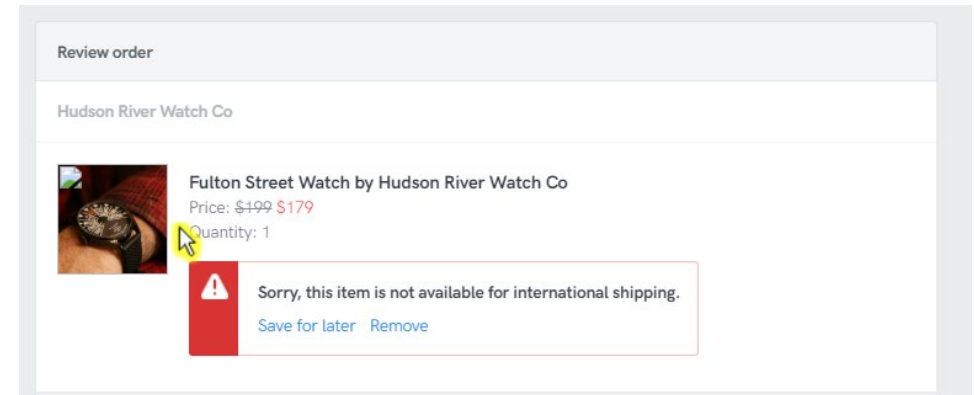 Review order
Hudson River Watch Co
Fulton Street Watch by Hudson River Watch Co
Price: $199 $179
Quantity: 1
Sorry, this item is not available for international shipping.
Save for later Remove